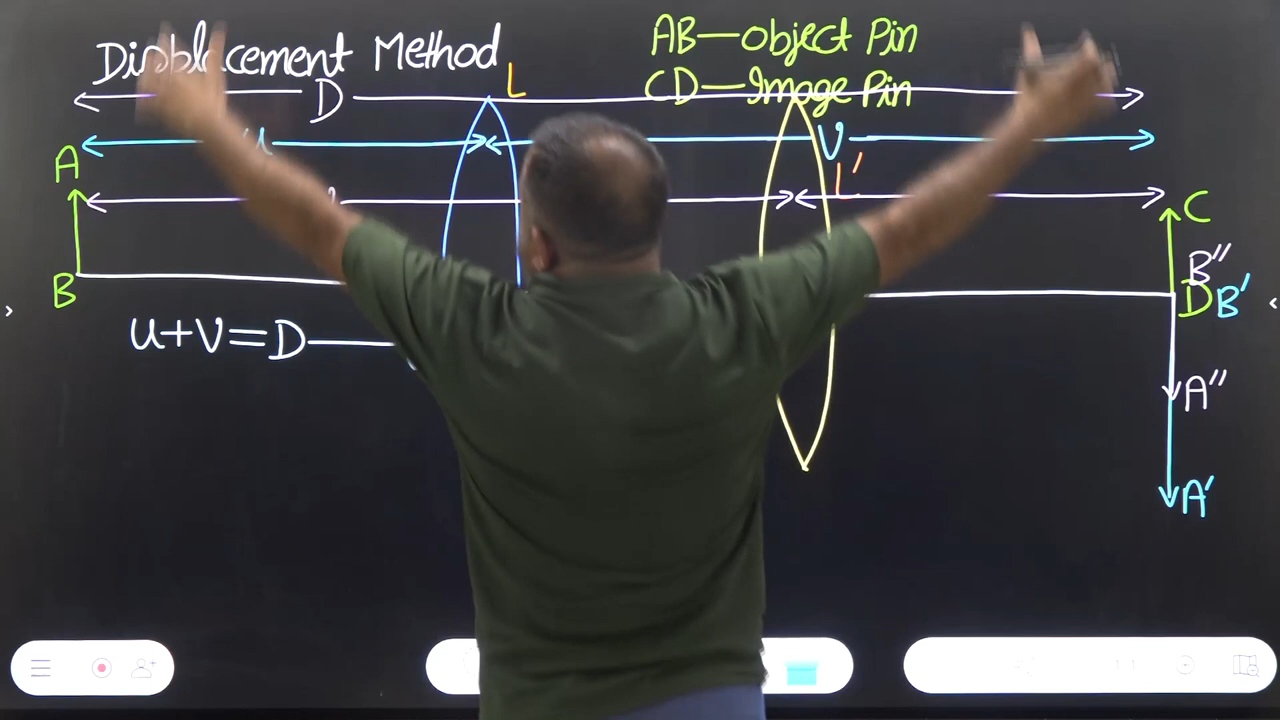 Displacement Method
AB—object Pin
CD—Image Pin
D
L
u
V
A
L'
C
B"
B
D B'
u+v=D
A"
A'